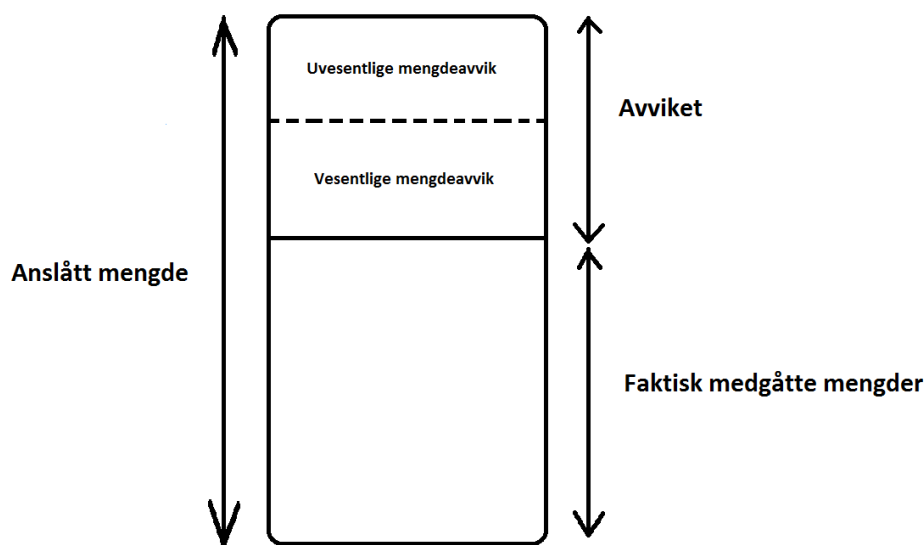 Uvesentlige mengdeavvik
Avviket
Vesentlige mengdeavvik
Anslått mengde
Faktisk medgåtte mengder